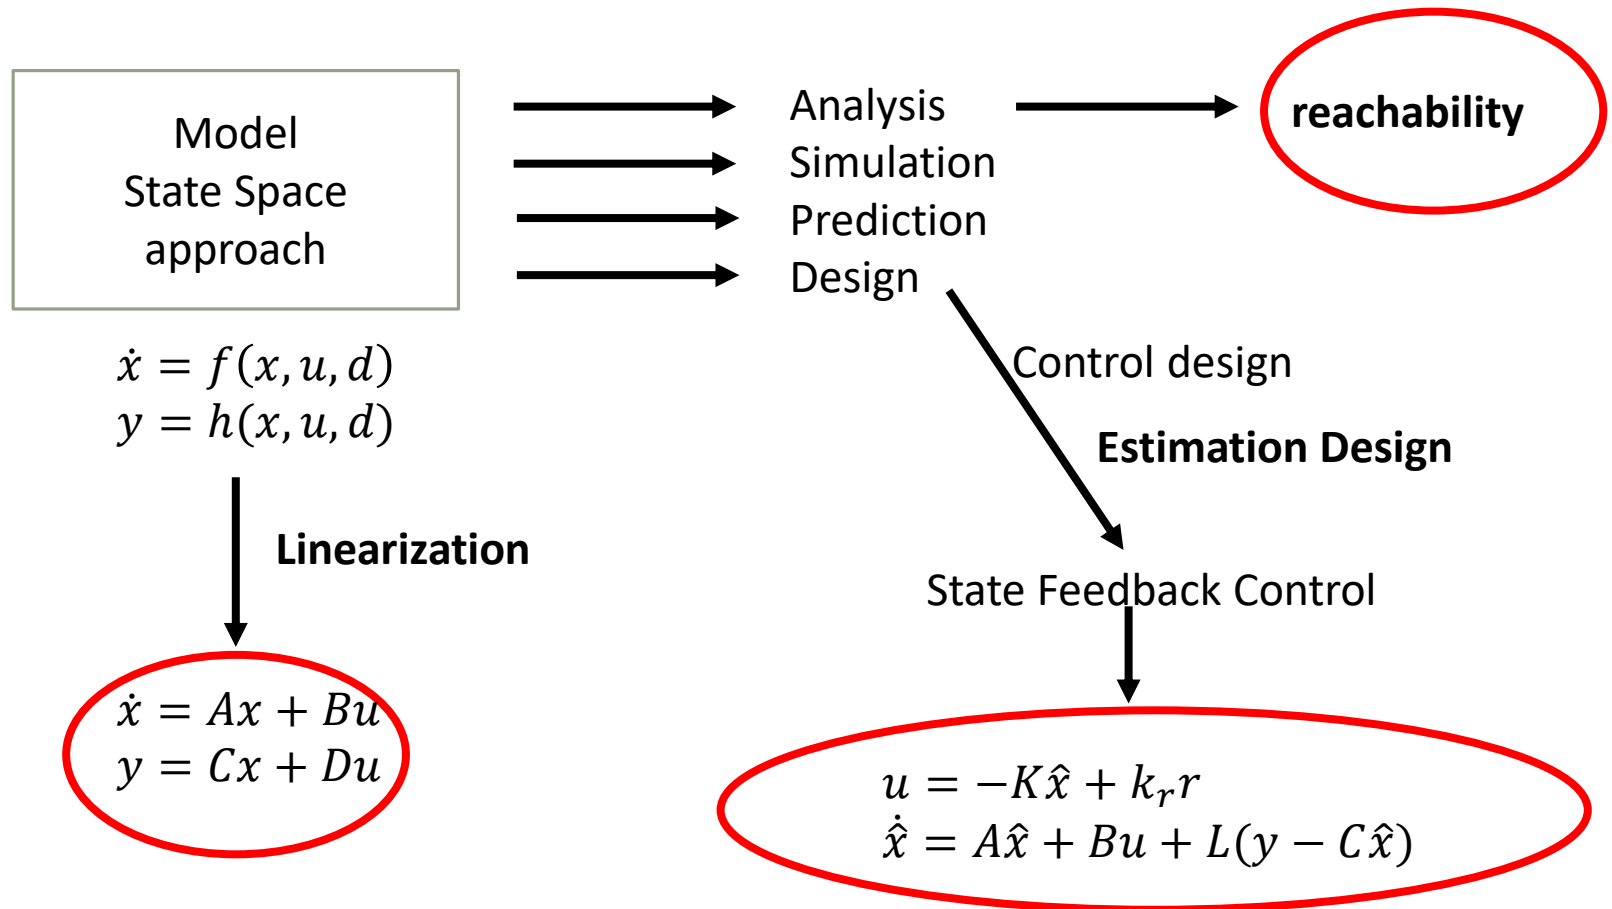 Model
State Space
approach
Analysis
Simulation
Prediction
Design
reachability
ẋ = f(x, u, d)
y = h(x, u, d)
Control design
Estimation Design
Linearization
State Feedback Control
ẋ = Ax + Bu
y = Cx + Du
u = −Kx̂ + kᵣr
x̂̇ = Ax̂ + Bu + L(y − Cx̂)